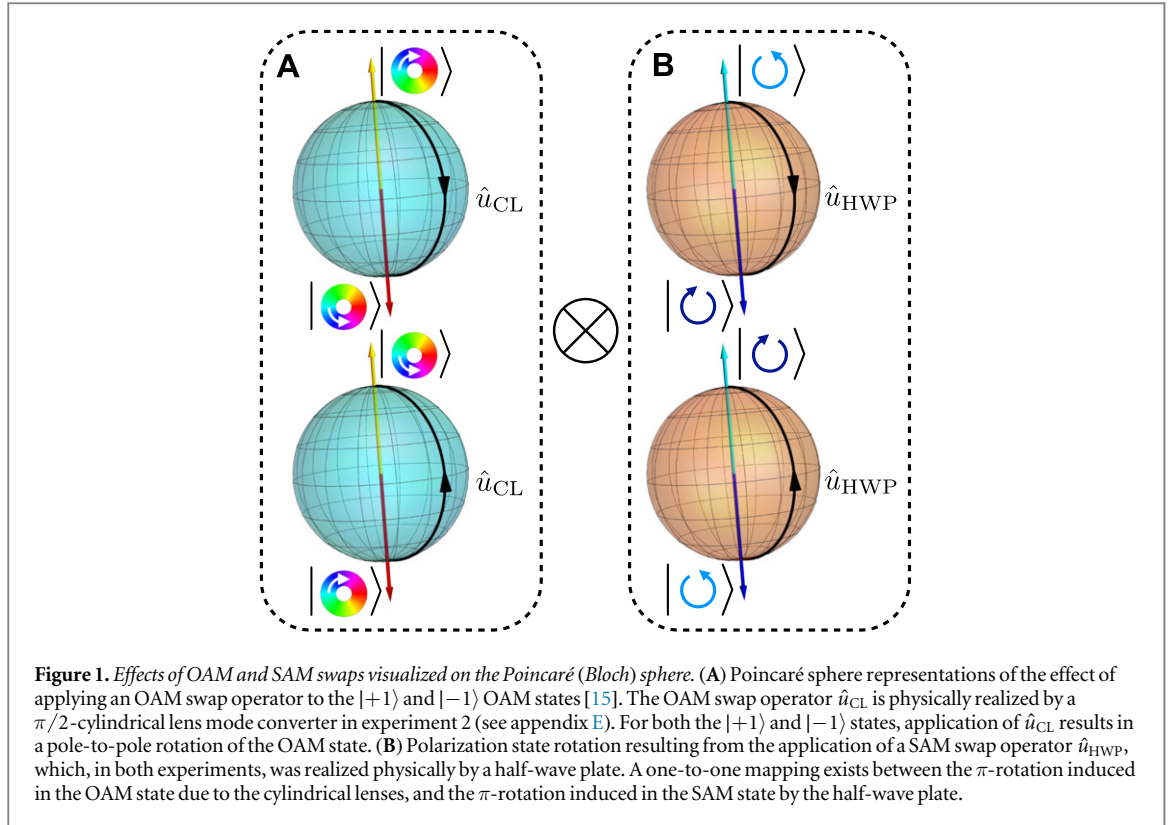 A
B
û_CL
û_HWP
û_CL
û_HWP
Figure 1. Effects of OAM and SAM swaps visualized on the Poincaré (Bloch) sphere. (A) Poincaré sphere representations of the effect of
applying an OAM swap operator to the |+1⟩ and |−1⟩ OAM states [15]. The OAM swap operator û_CL is physically realized by a
π/2-cylindrical lens mode converter in experiment 2 (see appendix E). For both the |+1⟩ and |−1⟩ states, application of û_CL results in
a pole-to-pole rotation of the OAM state. (B) Polarization state rotation resulting from the application of a SAM swap operator û_HWP,
which, in both experiments, was realized physically by a half-wave plate. A one-to-one mapping exists between the π-rotation induced
in the OAM state due to the cylindrical lenses, and the π-rotation induced in the SAM state by the half-wave plate.